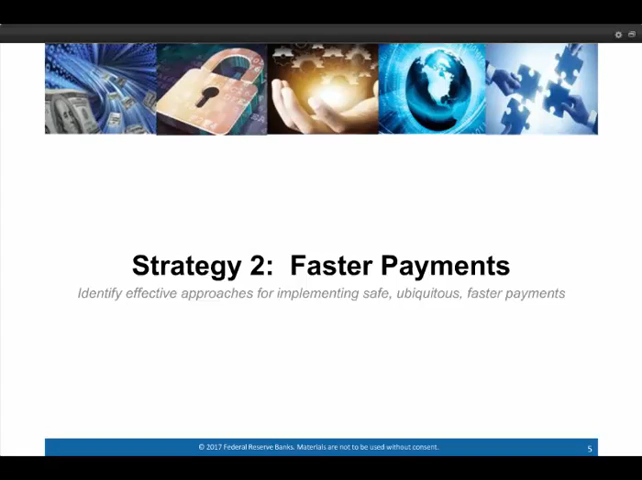 Strategy 2:  Faster Payments
Identify effective approaches for implementing safe, ubiquitous, faster payments
© 2017 Federal Reserve Banks. Materials are not to be used without consent.
5